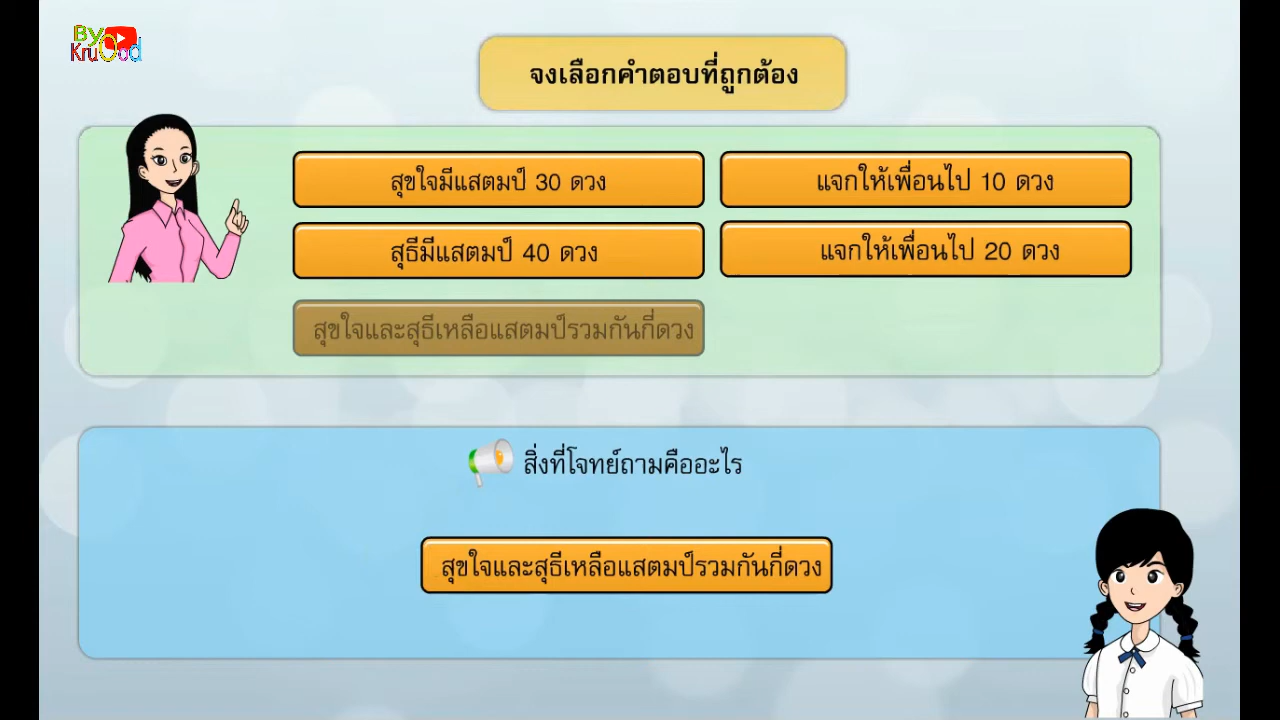 By
KruOod
จงเลือกคำตอบที่ถูกต้อง
สุขใจมีแสตมป์ 30 ดวง
แจกให้เพื่อนไป 10 ดวง
สุธีมีแสตมป์ 40 ดวง
แจกให้เพื่อนไป 20 ดวง
สุขใจและสุธีเหลือแสตมป์รวมกันกี่ดวง
สิ่งที่โจทย์ถามคืออะไร
สุขใจและสุธีเหลือแสตมป์รวมกันกี่ดวง